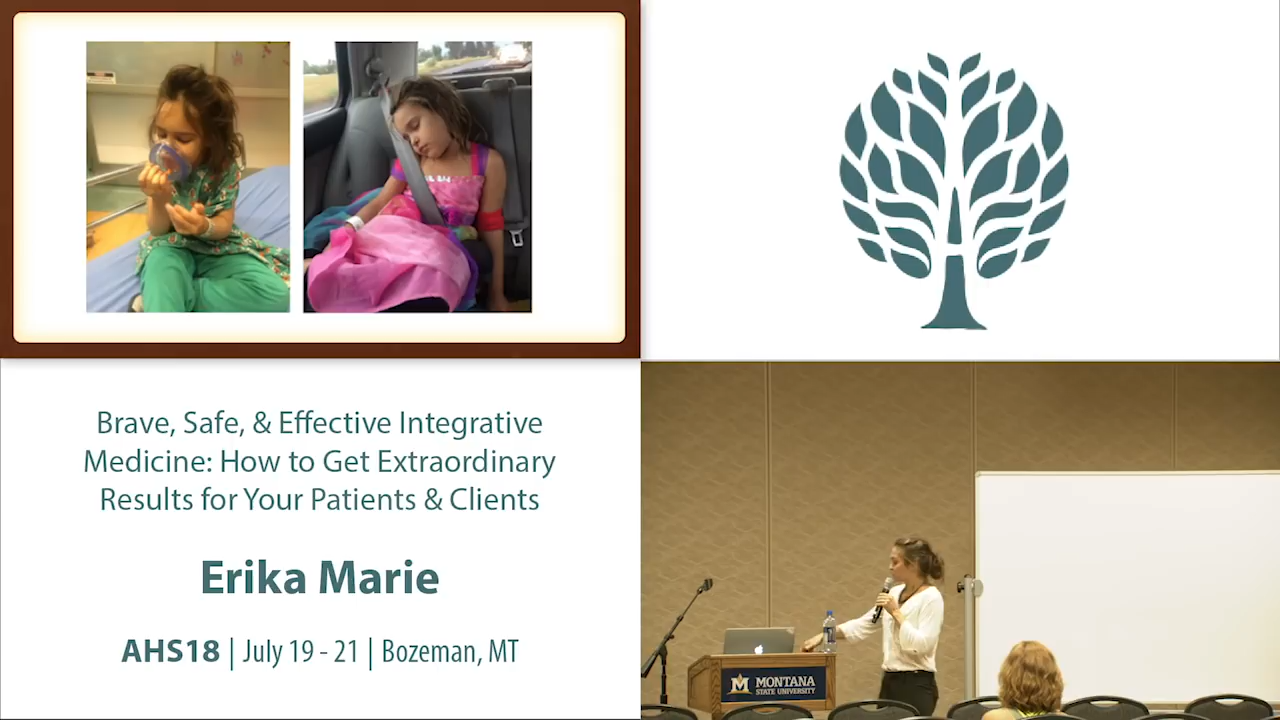 Brave, Safe, & Effective Integrative
Medicine: How to Get Extraordinary
Results for Your Patients & Clients
Erika Marie
AHS18 | July 19 - 21 | Bozeman, MT
MONTANA
STATE UNIVERSITY